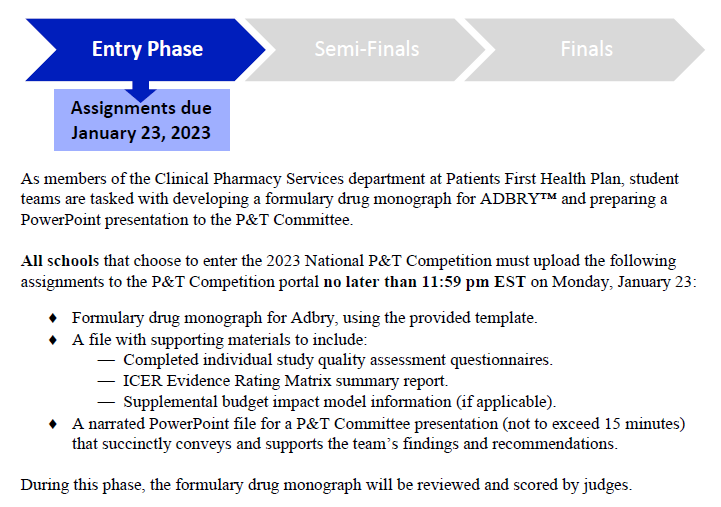 Entry Phase
Semi-Finals
Finals
Assignments due
January 23, 2023
As members of the Clinical Pharmacy Services department at Patients First Health Plan, student
teams are tasked with developing a formulary drug monograph for ADBRY™ and preparing a
PowerPoint presentation to the P&T Committee.
All schools that choose to enter the 2023 National P&T Competition must upload the following
assignments to the P&T Competition portal no later than 11:59 pm EST on Monday, January 23:
♦ Formulary drug monograph for Adbry, using the provided template.
♦ A file with supporting materials to include:
— Completed individual study quality assessment questionnaires.
— ICER Evidence Rating Matrix summary report.
— Supplemental budget impact model information (if applicable).
♦ A narrated PowerPoint file for a P&T Committee presentation (not to exceed 15 minutes)
that succinctly conveys and supports the team’s findings and recommendations.
During this phase, the formulary drug monograph will be reviewed and scored by judges.